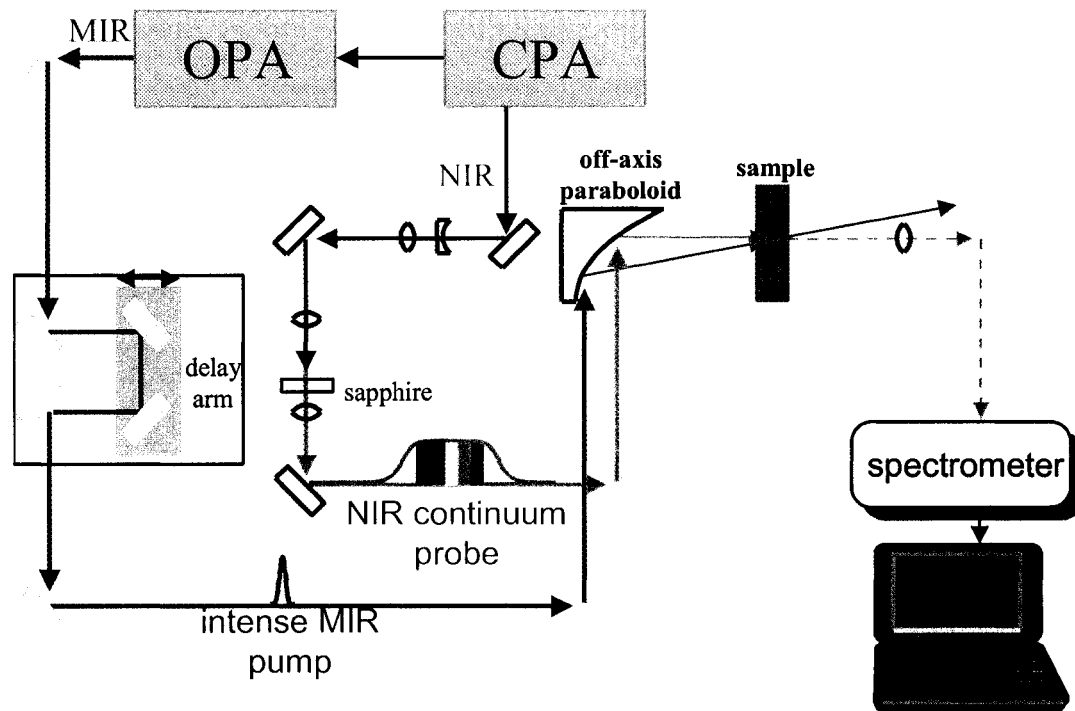 MIR
OPA
CPA
NIR
off-axis
paraboloid
sample
delay
arm
sapphire
NIR continuum
probe
spectrometer
intense MIR
pump